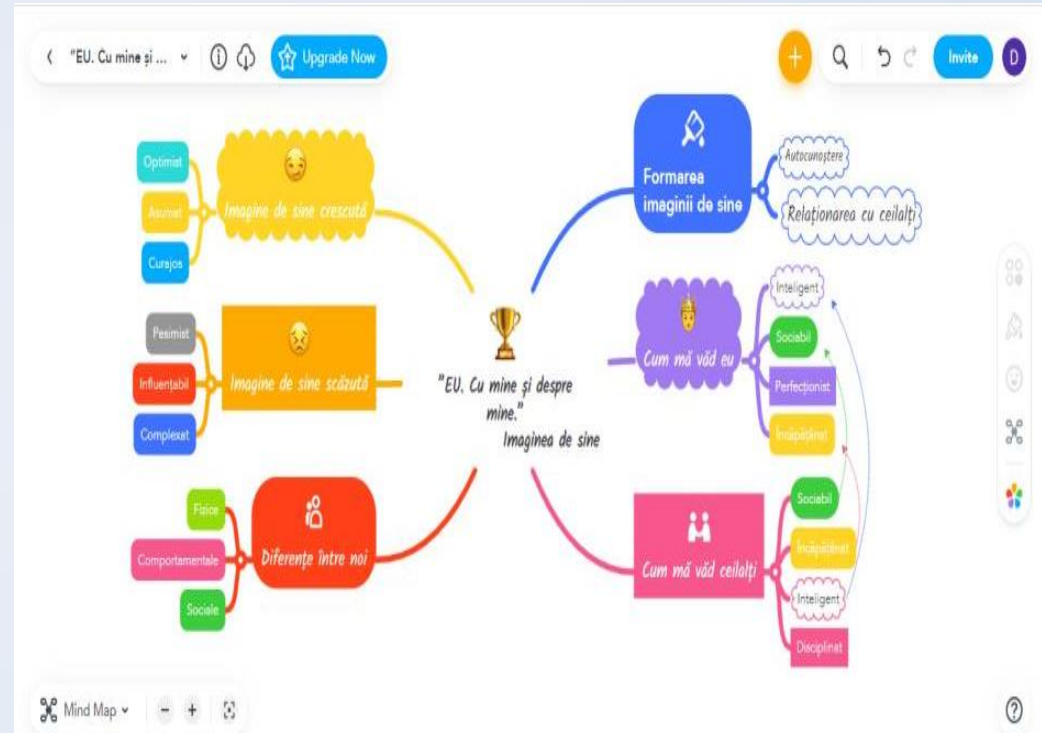 "EU. Cu mine și ...
Upgrade Now
Invite
D
Optimist
Asumat
Curajos
Imagine de sine crescută
Pesimist
Influențabil
Complexat
Imagine de sine scăzută
Fizice
Comportamentale
Sociale
Diferențe între noi
"EU. Cu mine și despre
mine."
Imaginea de sine
Formarea
imaginii de sine
Autocunoștere
Relaționarea cu ceilalți
Cum mă văd eu
Inteligent
Sociabil
Perfecționist
Încăpățânat
Cum mă văd ceilalți
Sociabil
Încăpățânat
Inteligent
Disciplinat
Mind Map